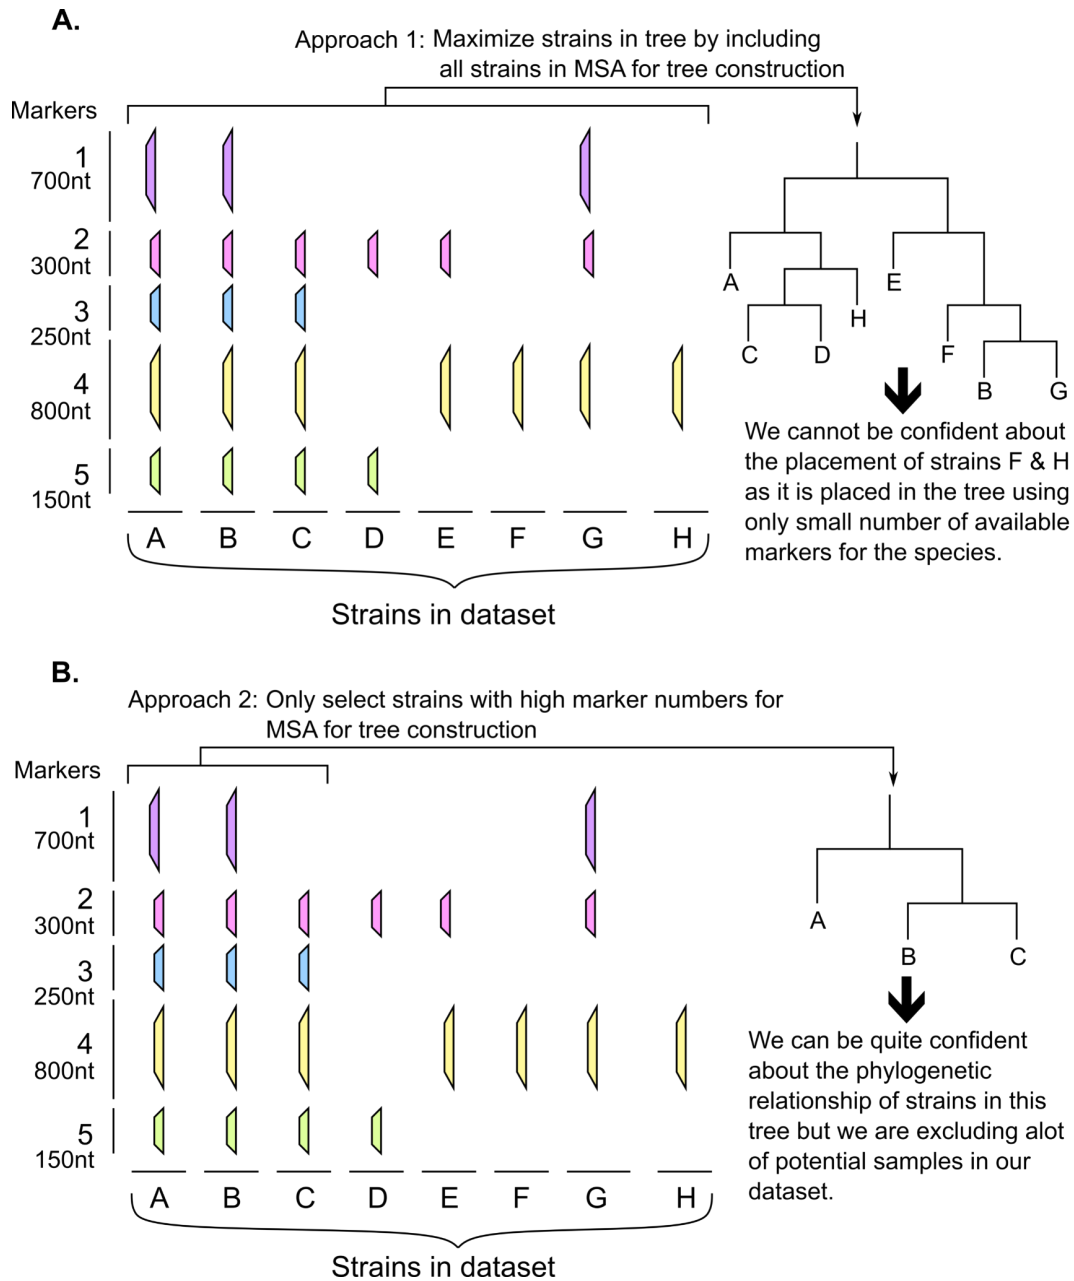 A.
Approach 1: Maximize strains in tree by including
all strains in MSA for tree construction
Markers
1
700nt
2
300nt
3
250nt
4
800nt
5
150nt
A B C D E F G H
Strains in dataset
A
E
H
C D
F
B G
We cannot be confident about
the placement of strains F & H
as it is placed in the tree using
only small number of available
markers for the species.
B.
Approach 2: Only select strains with high marker numbers for
MSA for tree construction
Markers
1
700nt
2
300nt
3
250nt
4
800nt
5
150nt
A B C D E F G H
Strains in dataset
A
B C
We can be quite confident
about the phylogenetic
relationship of strains in this
tree but we are excluding alot
of potential samples in our
dataset.